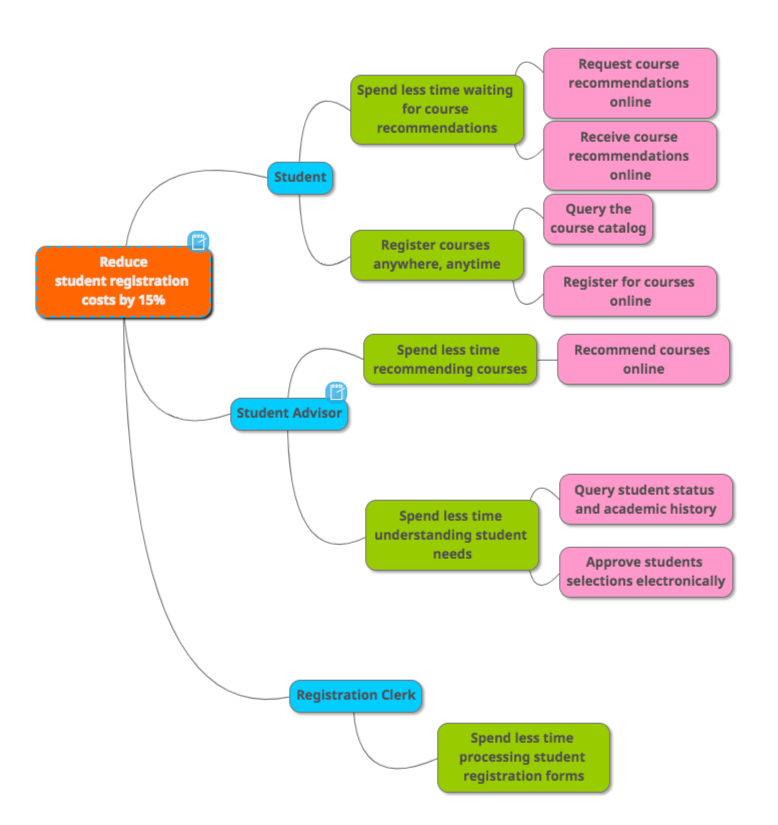 Reduce
student registration
costs by 15%
Student
Spend less time waiting
for course
recommendations
Request course
recommendations
online
Receive course
recommendations
online
Register courses
anywhere, anytime
Query the
course catalog
Register for courses
online
Student Advisor
Spend less time
recommending courses
Recommend courses
online
Spend less time
understanding student
needs
Query student status
and academic history
Approve students
selections electronically
Registration Clerk
Spend less time
processing student
registration forms